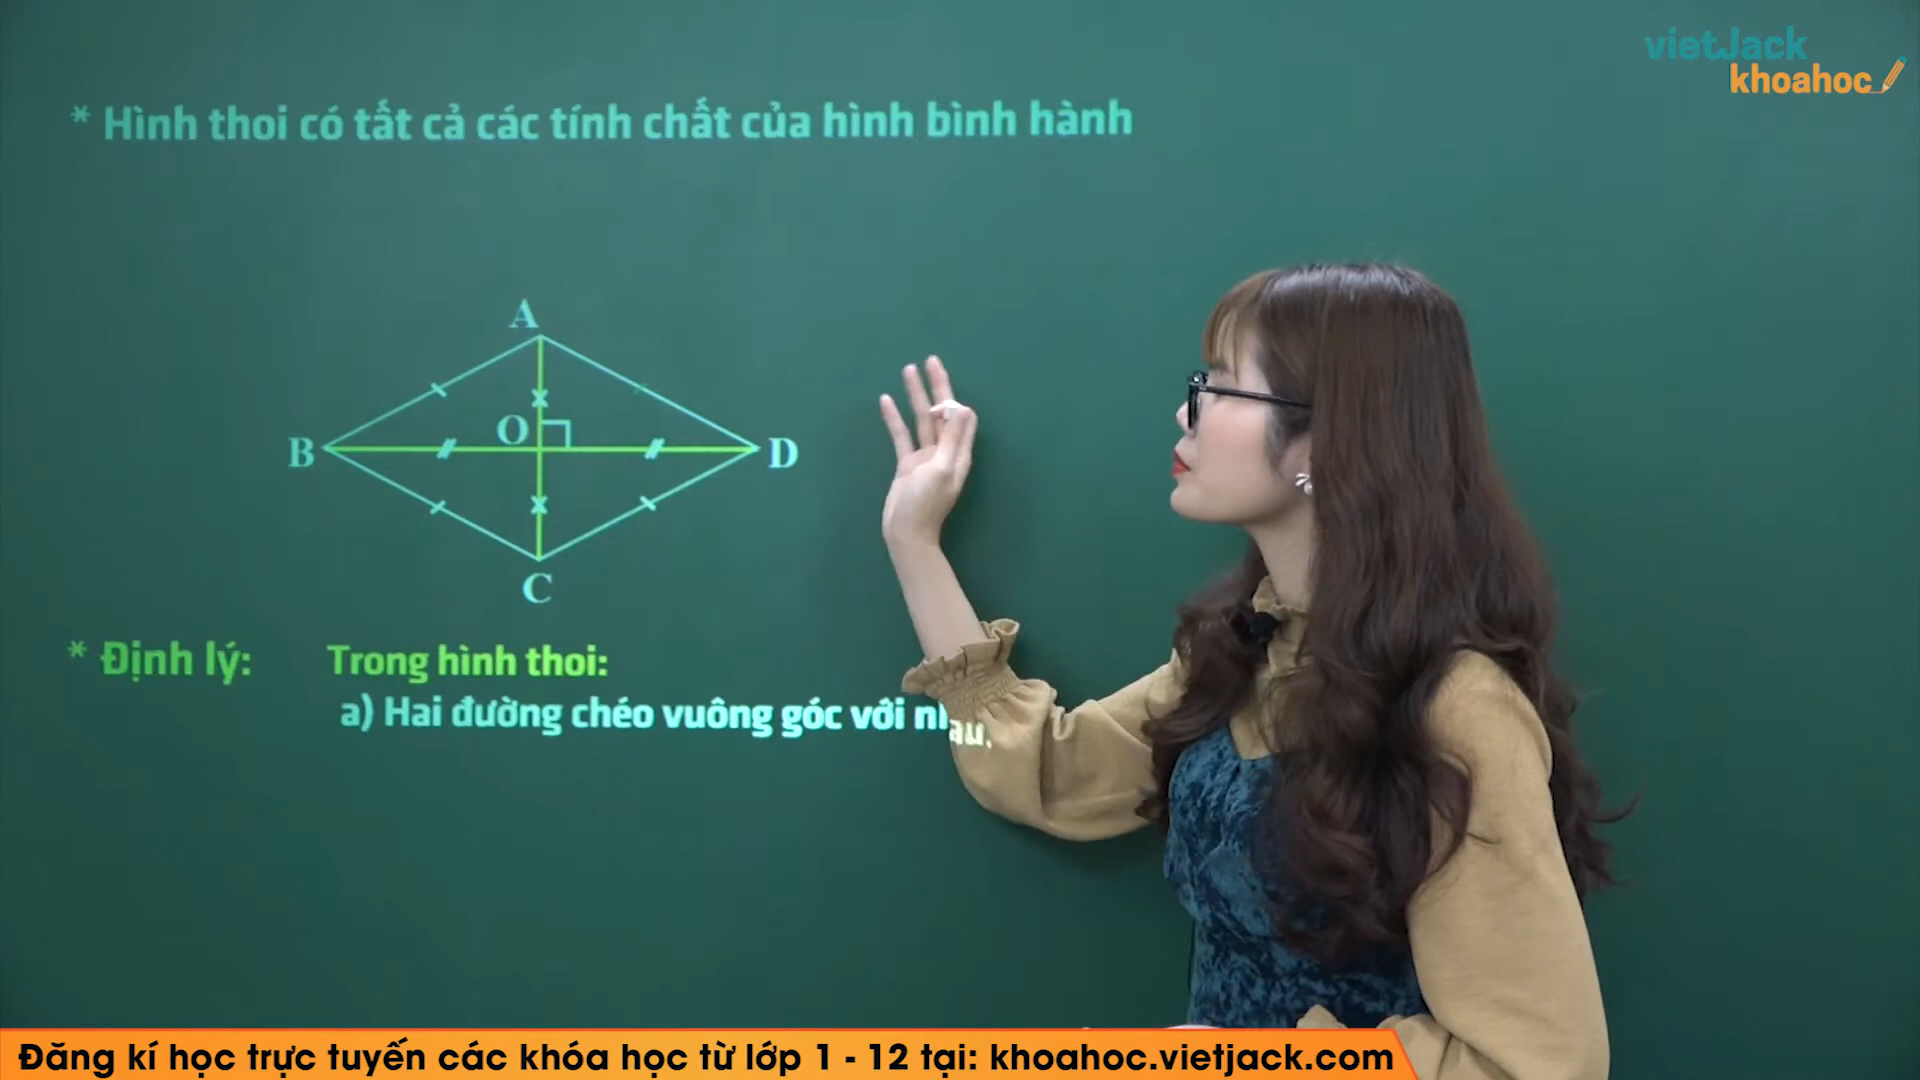 vietJack
khoahoc
* Hình thoi có tất cả các tính chất của hình bình hành
A
B
O
D
C
* Định lý: Trong hình thoi:
a) Hai đường chéo vuông góc với nhau.
Đăng kí học trực tuyến các khóa học từ lớp 1 - 12 tại: khoahoc.vietjack.com